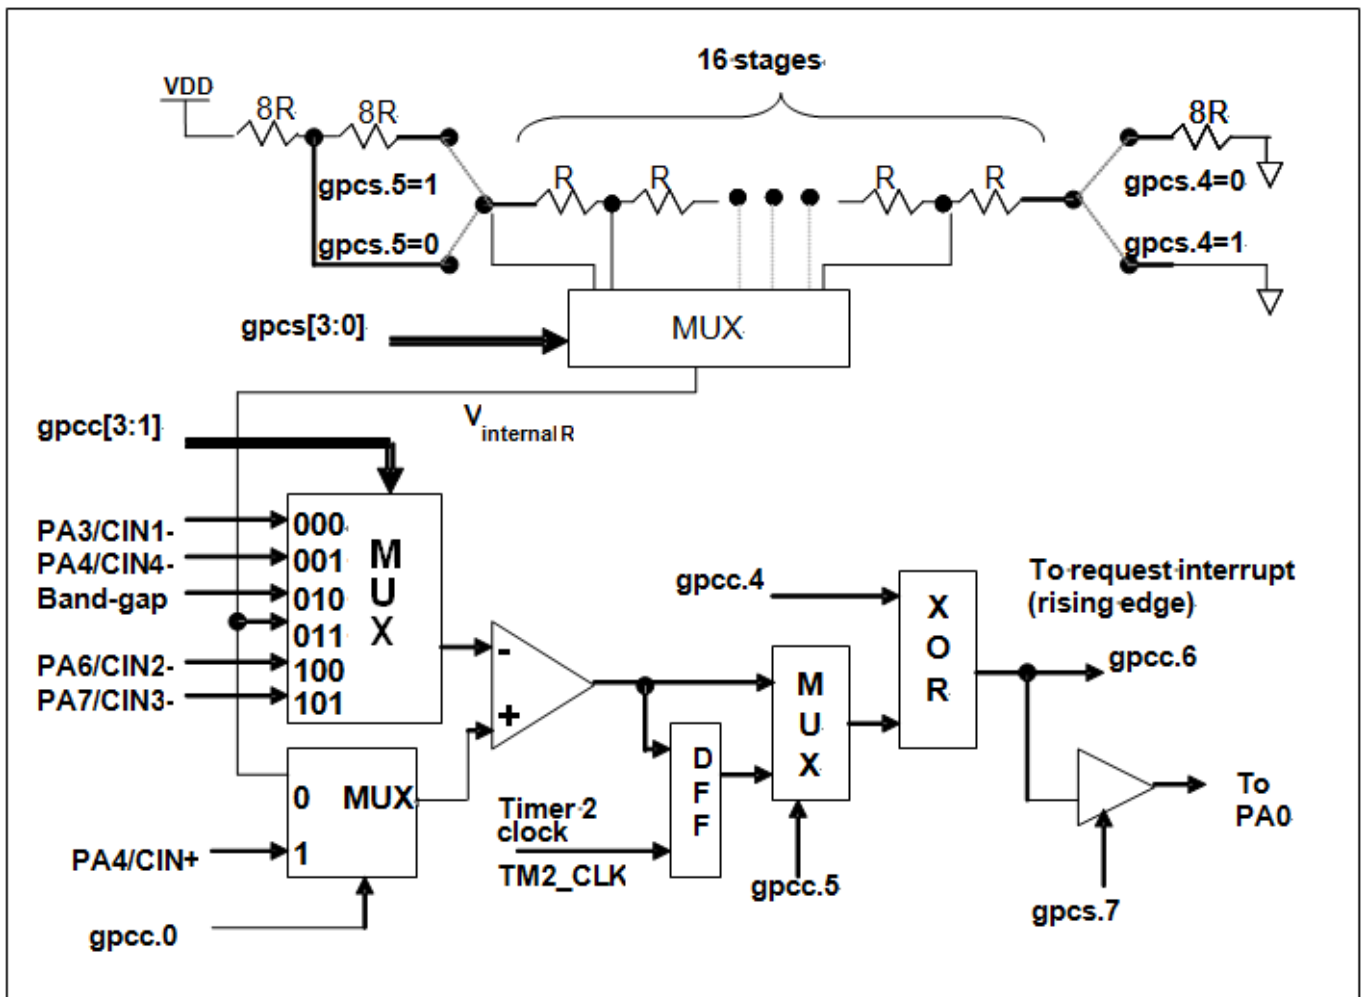 16 stages
VDD
8R
8R
8R
gpcs.5=1
R
R
R
R
gpcs.4=0
gpcs.5=0
gpcs.4=1
gpcs[3:0]
MUX
V internal R
gpcc[3:1]
PA3/CIN1-
000
PA4/CIN4-
001
Band-gap
010
011
PA6/CIN2-
100
PA7/CIN3-
101
M
U
X
-
+
0
MUX
1
PA4/CIN+
gpcc.0
Timer 2
clock
TM2_CLK
D
F
F
M
U
X
gpcc.5
gpcc.4
X
O
R
To request interrupt
(rising edge)
gpcc.6
To
PA0
gpcs.7